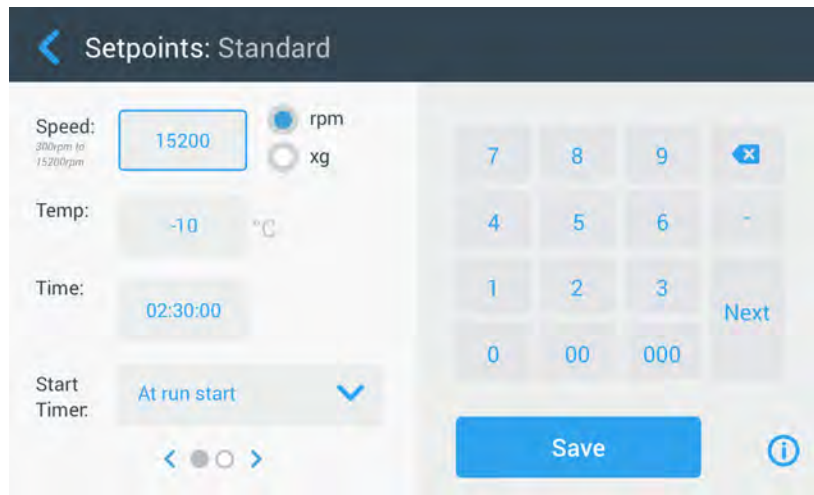 Setpoints: Standard
Speed:
300rpm to
15200rpm
15200
rpm
xg
Temp:
-10
°C
Time:
02:30:00
Start
Timer:
At run start
7 8 9
4 5 6 -
1 2 3
Next
0 00 000
Save